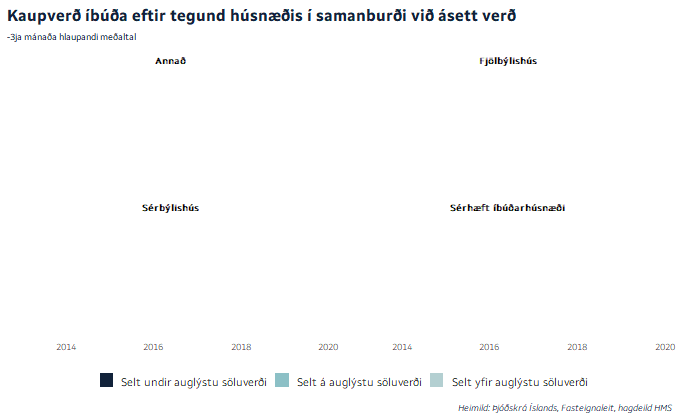 Kaupverð íbúða eftir tegund húsnæðis í samanburði við ásett verð
-3ja mánaða hlaupandi meðaltal
Annað Fjölbýlishús
Sérbýlishús Sérhæft íbúðarhúsnæði
2014 2016 2018 2020 2014 2016 2018 2020
Selt undir auglýstu söluverði Selt á auglýstu söluverði Selt yfir auglýstu söluverði
Heimild: Þjóðskrá Íslands, Fasteignaleit, hagdeild HMS